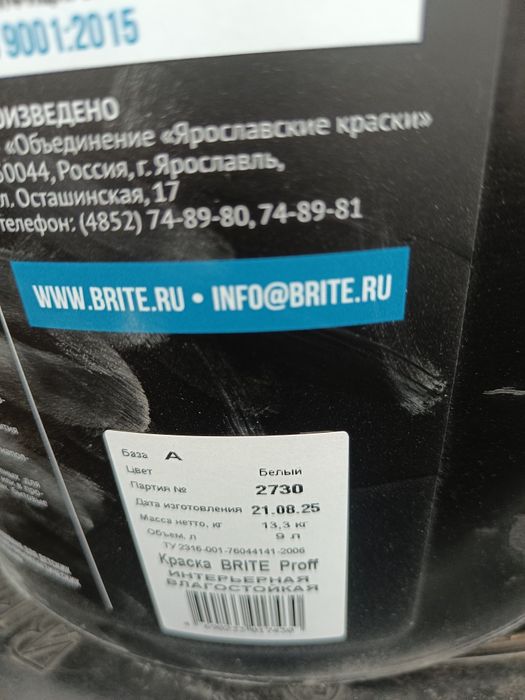 9001:2015
ОИЗВЕДЕНО
«Объединение «Ярославские краски»
50044, Россия, г. Ярославль,
л. Осташинская, 17
телефон: (4852) 74-89-80, 74-89-81
WWW.BRITE.RU • INFO@BRITE.RU
База А
Цвет Белый
Партия № 2730
Дата изготовления 21.08.25
Масса нетто, кг 13,3 кг
Объем, л 9 л
ТУ 2316-001-76044141-2006
Краска BRITE Proff
ИНТЕРЬЕРНАЯ
ВЛАГОСТОЙКАЯ